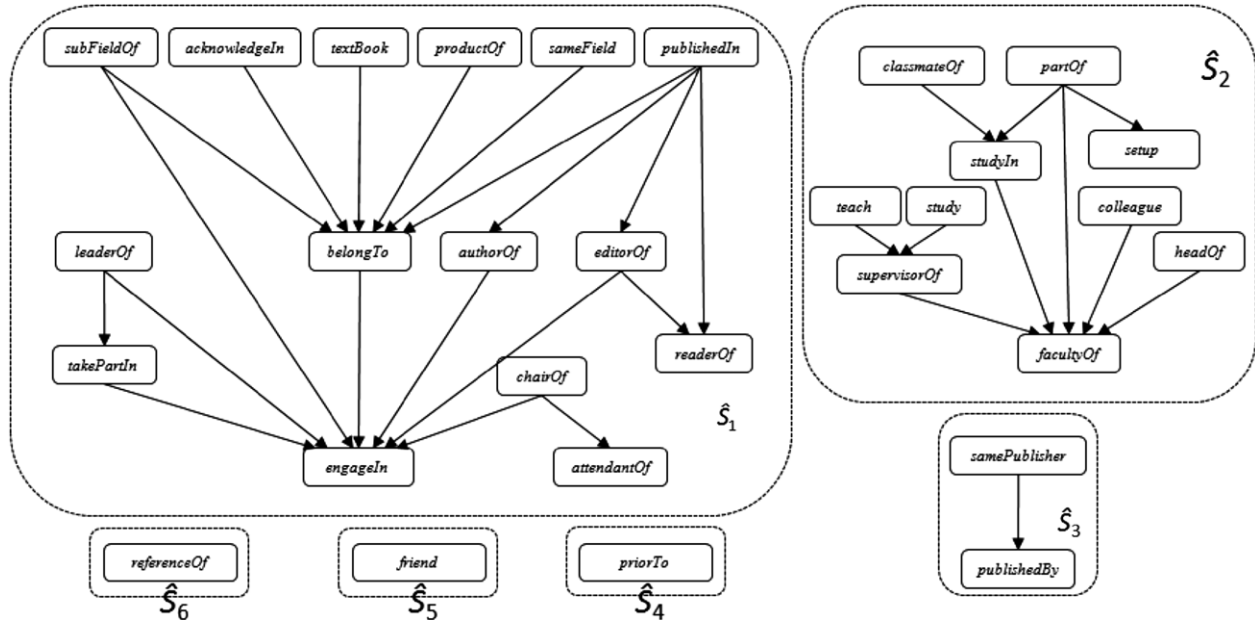 subFieldOf
acknowledgeIn
textBook
productOf
sameField
publishedIn
leaderOf
belongTo
authorOf
editorOf
takePartIn
chairOf
readerOf
engageIn
attendantOf
Ŝ1
classmateOf
partOf
Ŝ2
studyIn
setup
teach
study
colleague
supervisorOf
headOf
facultyOf
samePublisher
Ŝ3
publishedBy
referenceOf
Ŝ6
friend
Ŝ5
priorTo
Ŝ4